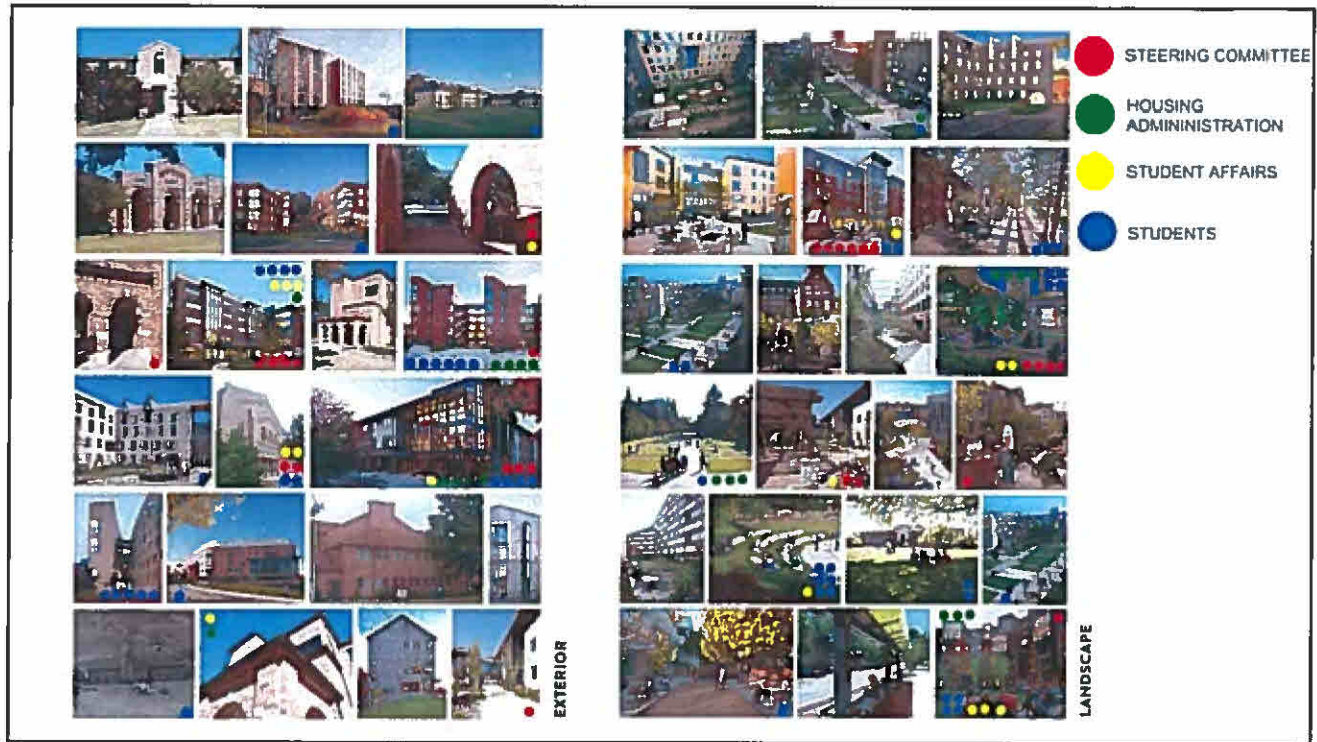 STEERING COMMITTEE
HOUSING
ADMININISTRATION
STUDENT AFFAIRS
STUDENTS
EXTERIOR
LANDSCAPE